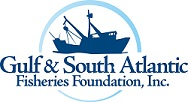 Gulf & South Atlantic
Fisheries Foundation, Inc.